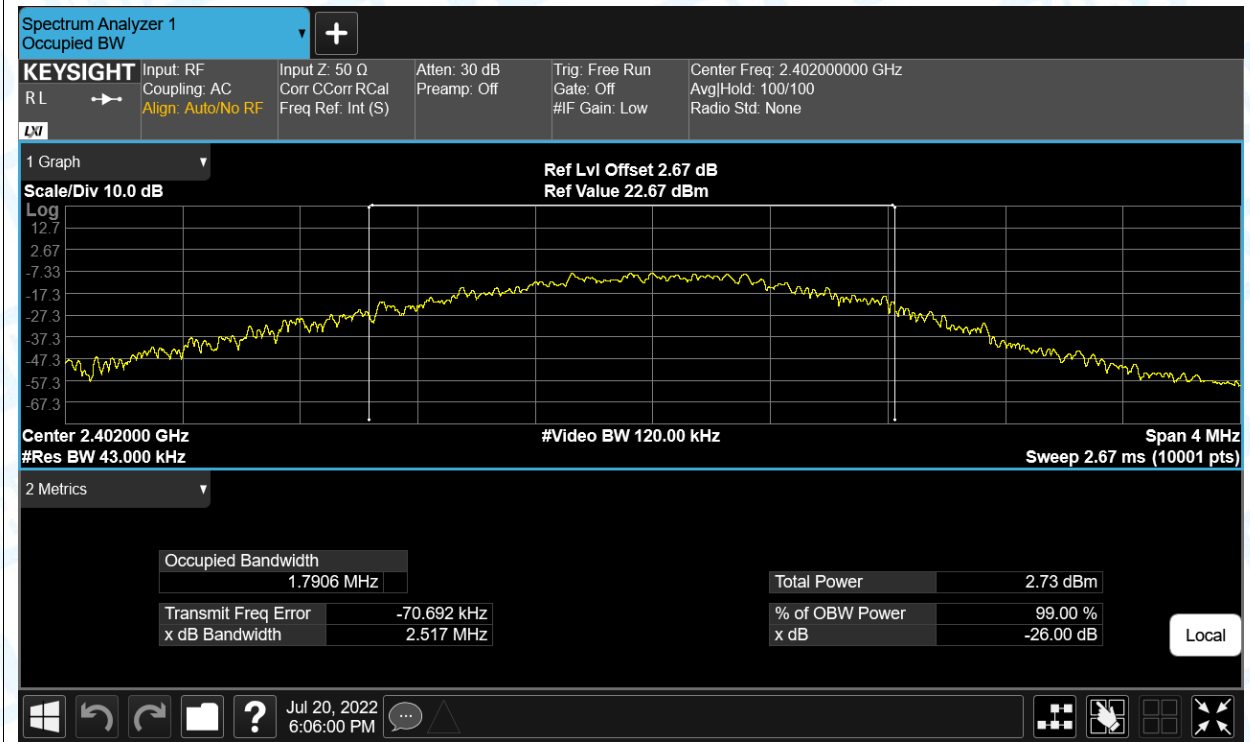 Spectrum Analyzer 1
Occupied BW
▼
+
KEYSIGHT
R L
LXI
Input: RF
Coupling: AC
Align: Auto/No RF
Input Z: 50 Ω
Corr CCorr RCal
Freq Ref: Int (S)
Atten: 30 dB
Preamp: Off
Trig: Free Run
Gate: Off
#IF Gain: Low
Center Freq: 2.402000000 GHz
Avg|Hold: 100/100
Radio Std: None
1 Graph ▼
Scale/Div 10.0 dB
Ref Lvl Offset 2.67 dB
Ref Value 22.67 dBm
Log
12.7
2.67
-7.33
-17.3
-27.3
-37.3
-47.3
-57.3
-67.3
Center 2.402000 GHz
#Res BW 43.000 kHz
#Video BW 120.00 kHz
Span 4 MHz
Sweep 2.67 ms (10001 pts)
2 Metrics ▼
Occupied Bandwidth
1.7906 MHz
Transmit Freq Error -70.692 kHz
x dB Bandwidth 2.517 MHz
Total Power 2.73 dBm
% of OBW Power 99.00 %
x dB -26.00 dB
Local
?
Jul 20, 2022
6:06:00 PM